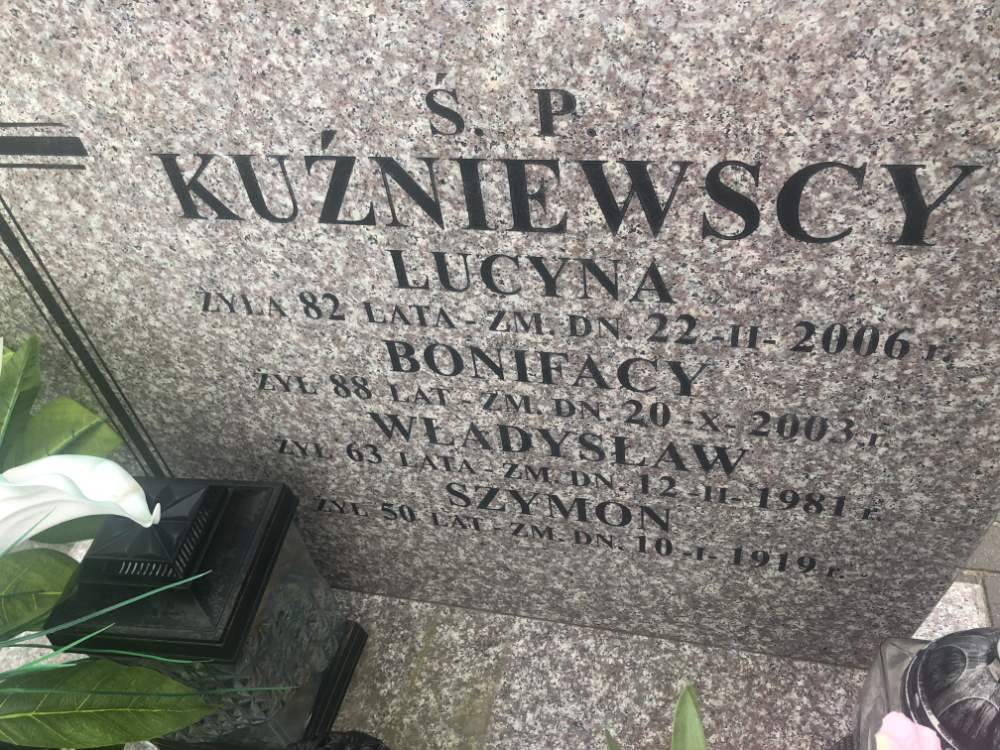 Ś. P.
KUŹNIEWSCY
LUCYNA
ŻYŁA 82 LATA - ZM. DN. 22 -II- 2006 r.
BONIFACY
ŻYŁ 88 LAT - ZM. DN. 20 -X- 2003 r.
WŁADYSŁAW
ŻYŁ 63 LATA - ZM. DN. 12 -II- 1981 r.
SZYMON
ŻYŁ 50 LAT - ZM. DN. 10 -I- 1919 r.